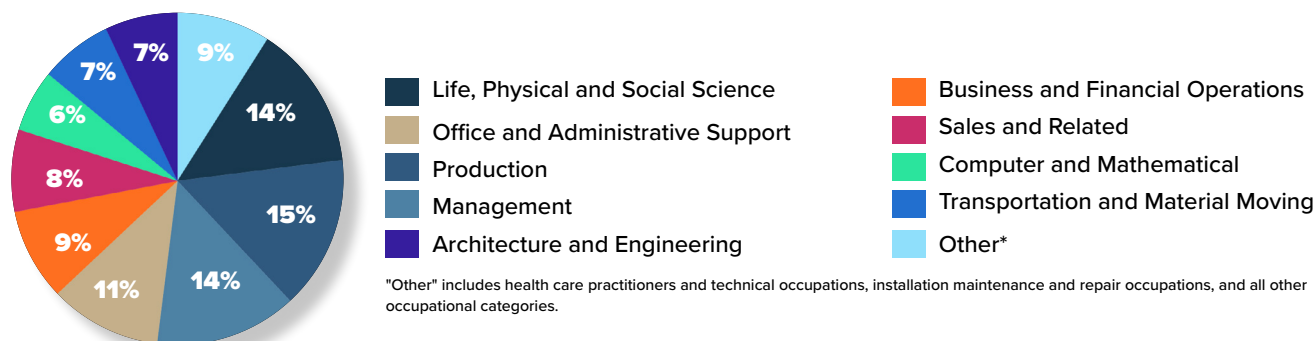 7%
9%
7%
14%
6%
8%
15%
9%
11%
14%
Life, Physical and Social Science
Office and Administrative Support
Production
Management
Architecture and Engineering
Business and Financial Operations
Sales and Related
Computer and Mathematical
Transportation and Material Moving
Other*
"Other" includes health care practitioners and technical occupations, installation maintenance and repair occupations, and all other
occupational categories.